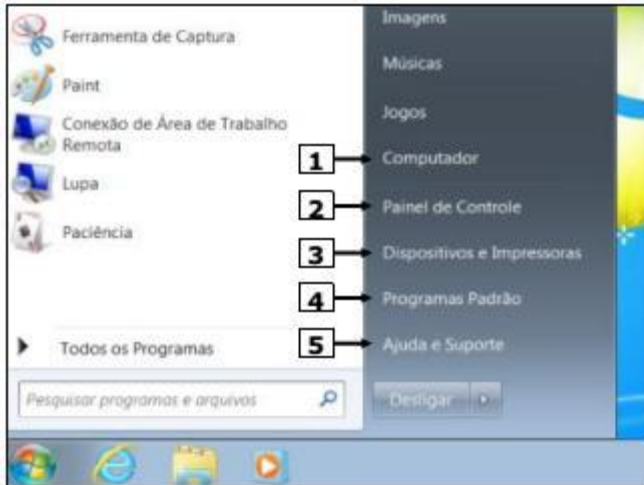 Ferramenta de Captura
Paint
Conexão de Área de Trabalho
Remota
Lupa
Paciência
Todos os Programas
Pesquisar programas e arquivos
Imagens
Músicas
Jogos
1 Computador
2 Painel de Controle
3 Dispositivos e Impressoras
4 Programas Padrão
5 Ajuda e Suporte
Desligar